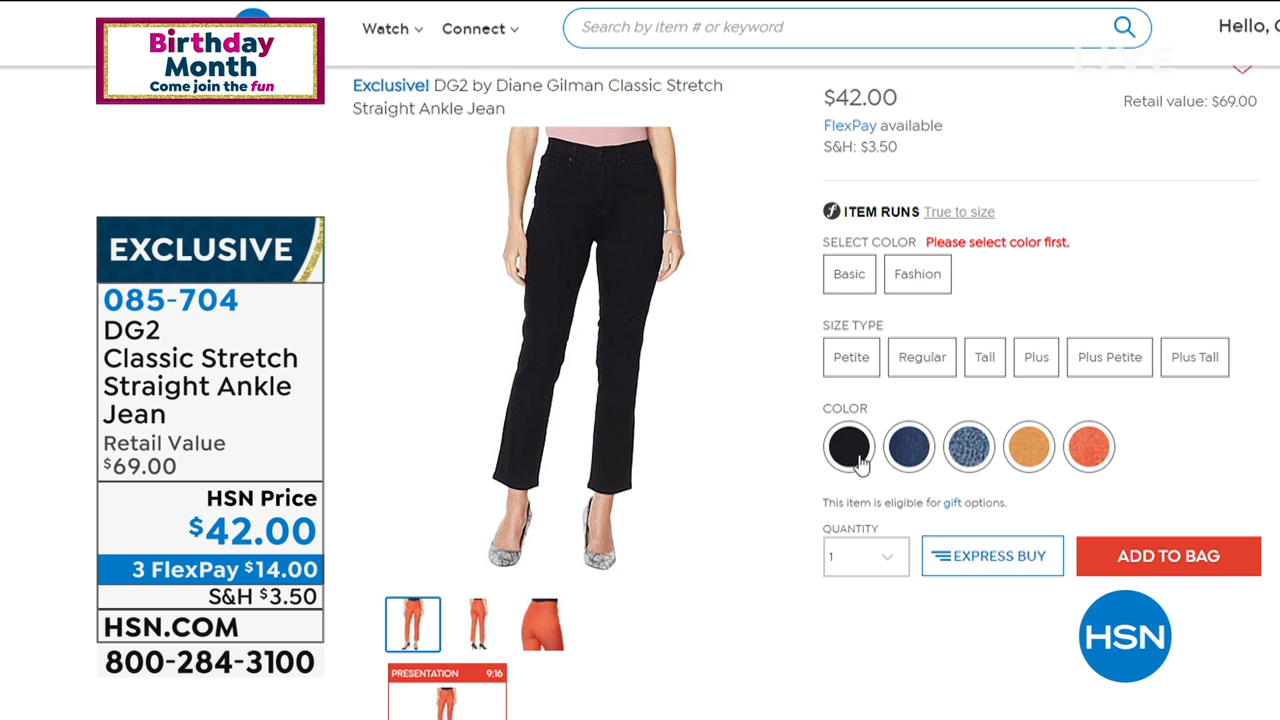 Birthday
Month
Come join the fun
Watch
Connect
Search by item # or keyword
Hello,
LIVE
Exclusive! DG2 by Diane Gilman Classic Stretch
Straight Ankle Jean
$42.00
Retail value: $69.00
FlexPay available
S&H: $3.50
ITEM RUNS True to size
SELECT COLOR Please select color first.
Basic
Fashion
SIZE TYPE
Petite
Regular
Tall
Plus
Plus Petite
Plus Tall
COLOR
This item is eligible for gift options.
QUANTITY
1
EXPRESS BUY
ADD TO BAG
EXCLUSIVE
085-704
DG2
Classic Stretch
Straight Ankle
Jean
Retail Value
$69.00
HSN Price
$42.00
3 FlexPay $14.00
S&H $3.50
HSN.COM
800-284-3100
PRESENTATION 9:16
HSN